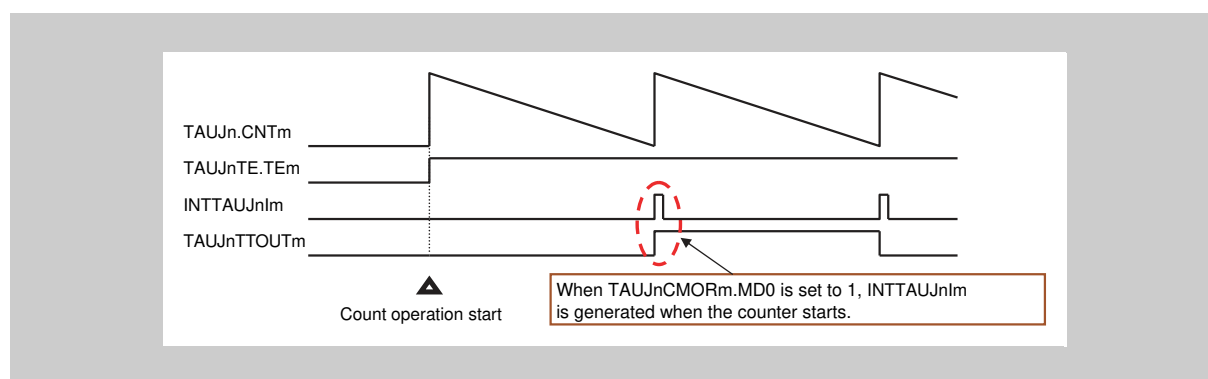 TAUJn.CNTm
TAUJnTE.TEm
INTTAUJnIm
TAUJnTTOUTm
When TAUJnCMORm.MD0 is set to 1, INTTAUJnIm
is generated when the counter starts.
Count operation start